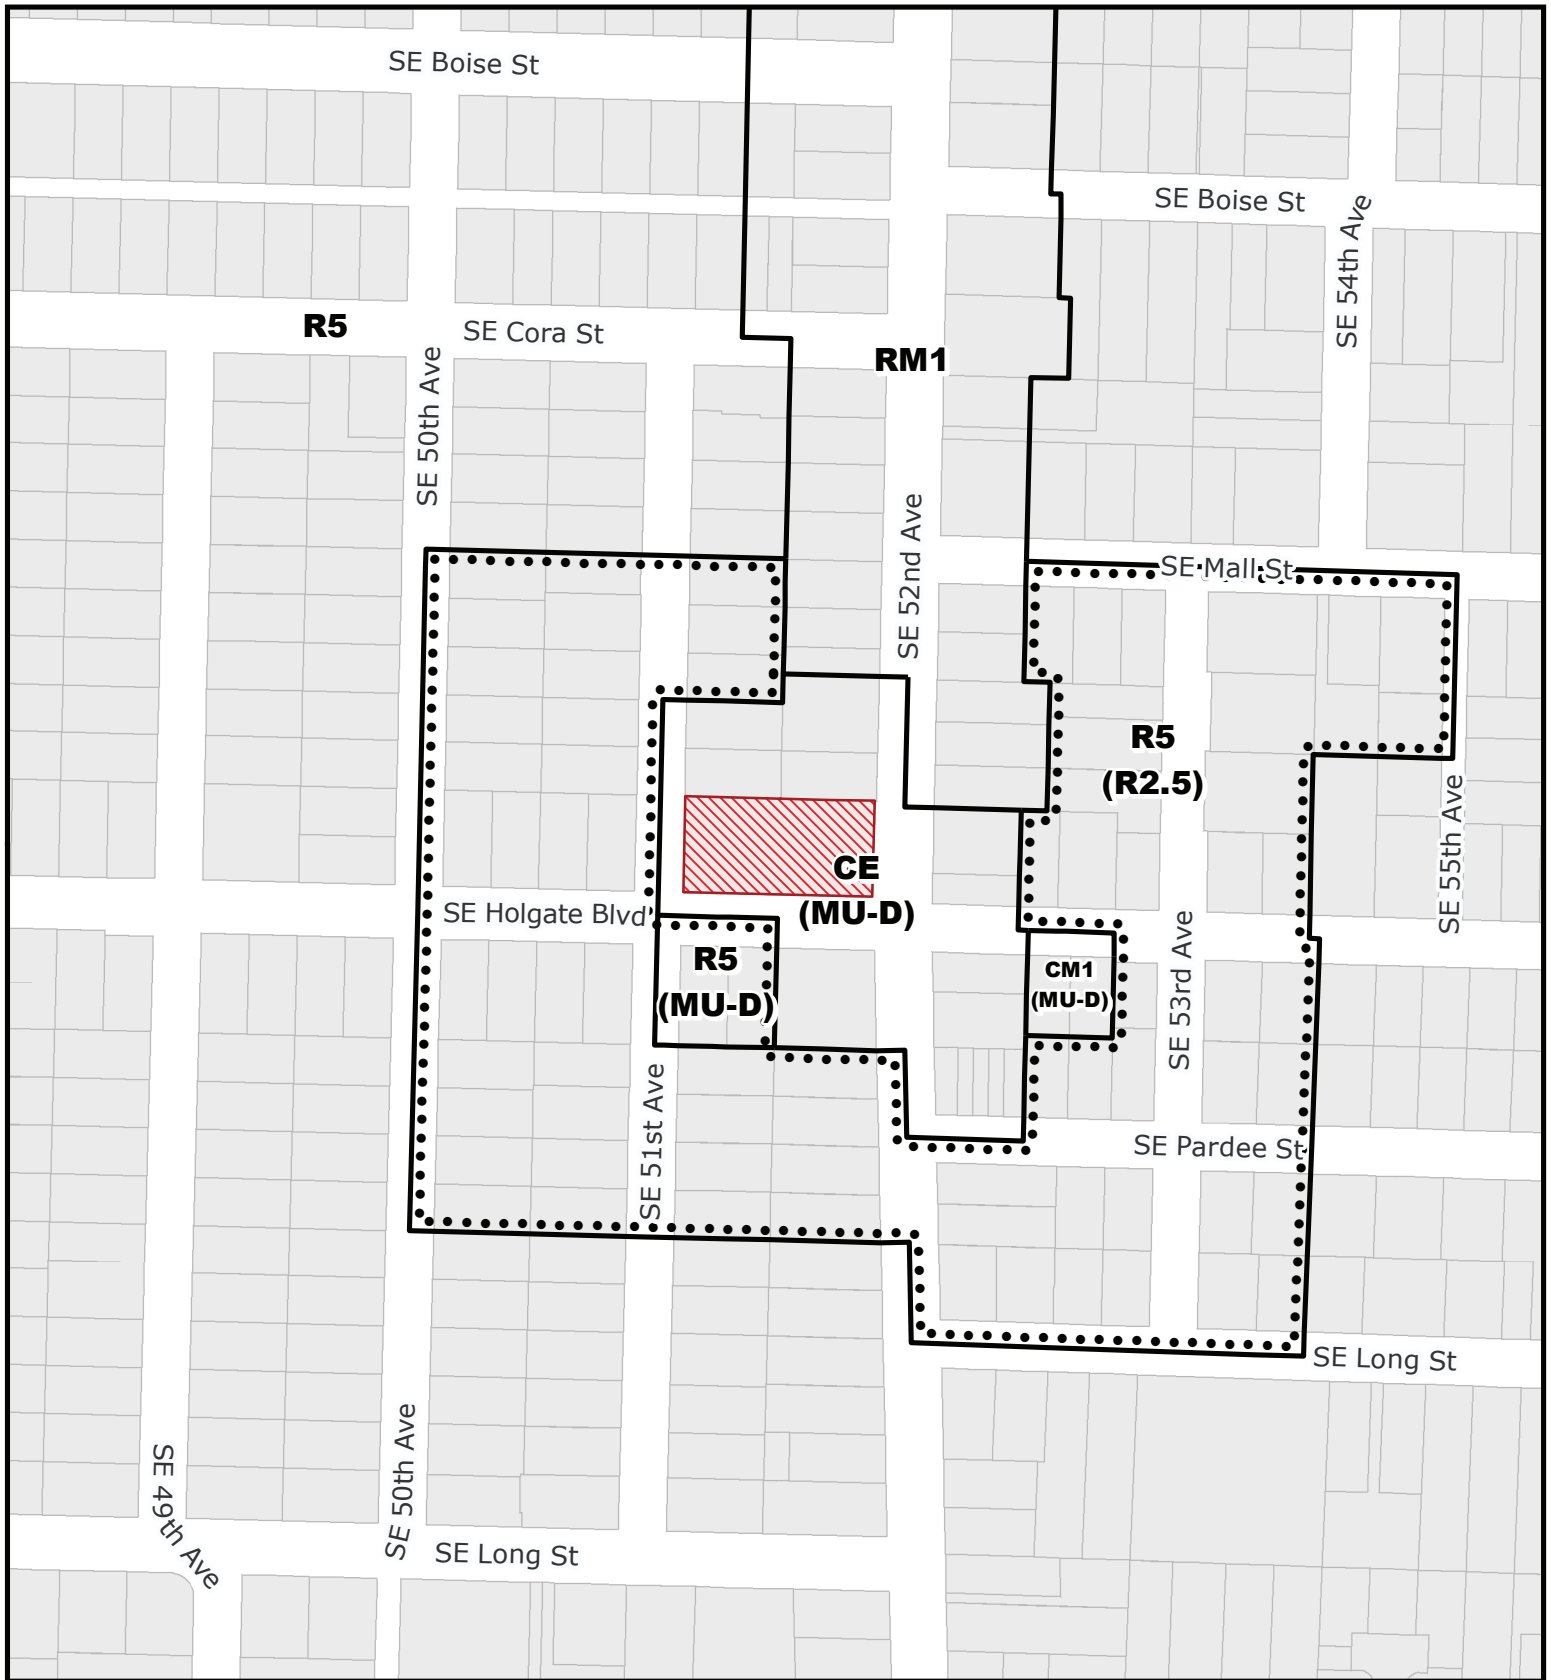 SE Boise St
SE Boise St
SE 54th Ave
R5
SE Cora St
RM1
SE 50th Ave
SE 52nd Ave
SE Mall St
R5
(R2.5)
SE 55th Ave
CE
(MU-D)
SE Holgate Blvd
R5
(MU-D)
CM1
(MU-D)
SE 53rd Ave
SE 51st Ave
SE Pardee St
SE Long St
SE 49th Ave
SE 50th Ave
SE Long St